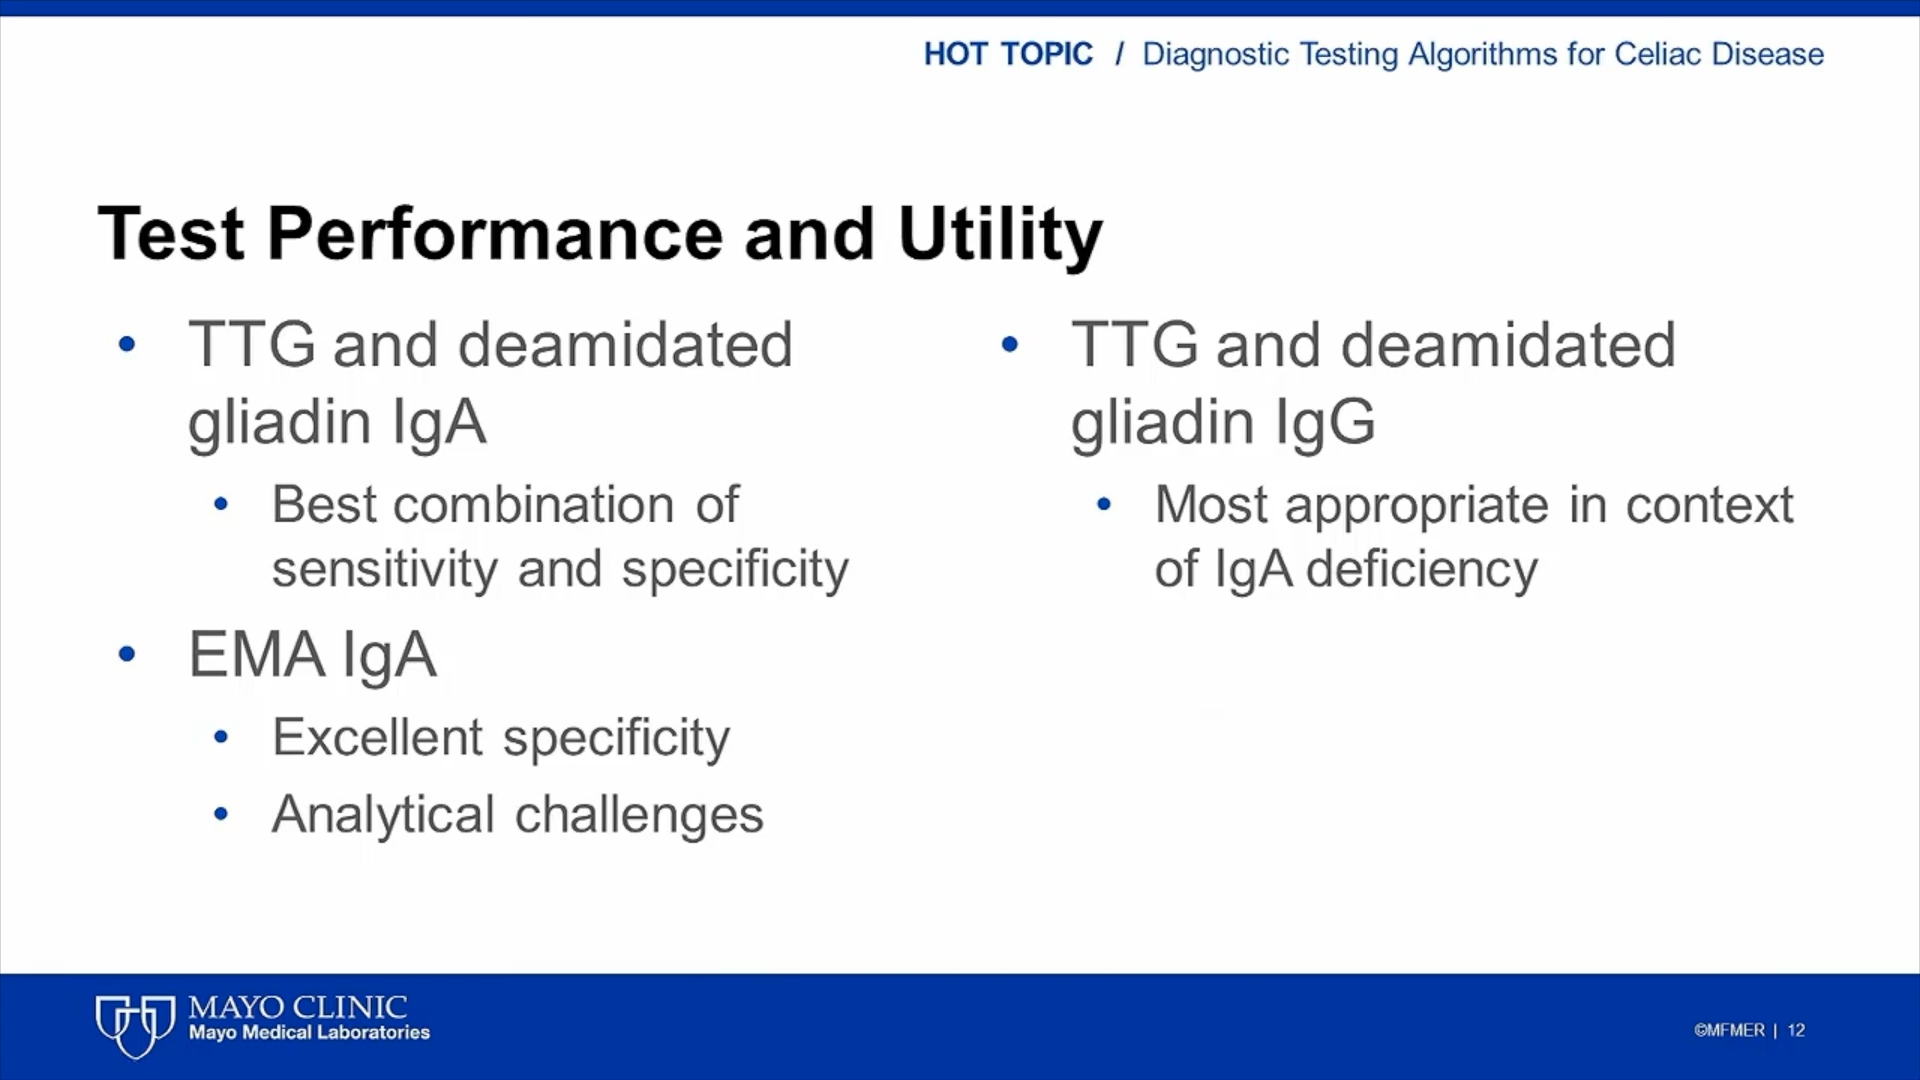 HOT TOPIC / Diagnostic Testing Algorithms for Celiac Disease
Test Performance and Utility
• TTG and deamidated
gliadin IgA
• Best combination of
sensitivity and specificity
• EMA IgA
• Excellent specificity
• Analytical challenges
• TTG and deamidated
gliadin IgG
• Most appropriate in context
of IgA deficiency
MAYO CLINIC
Mayo Medical Laboratories
©MFMER | 12